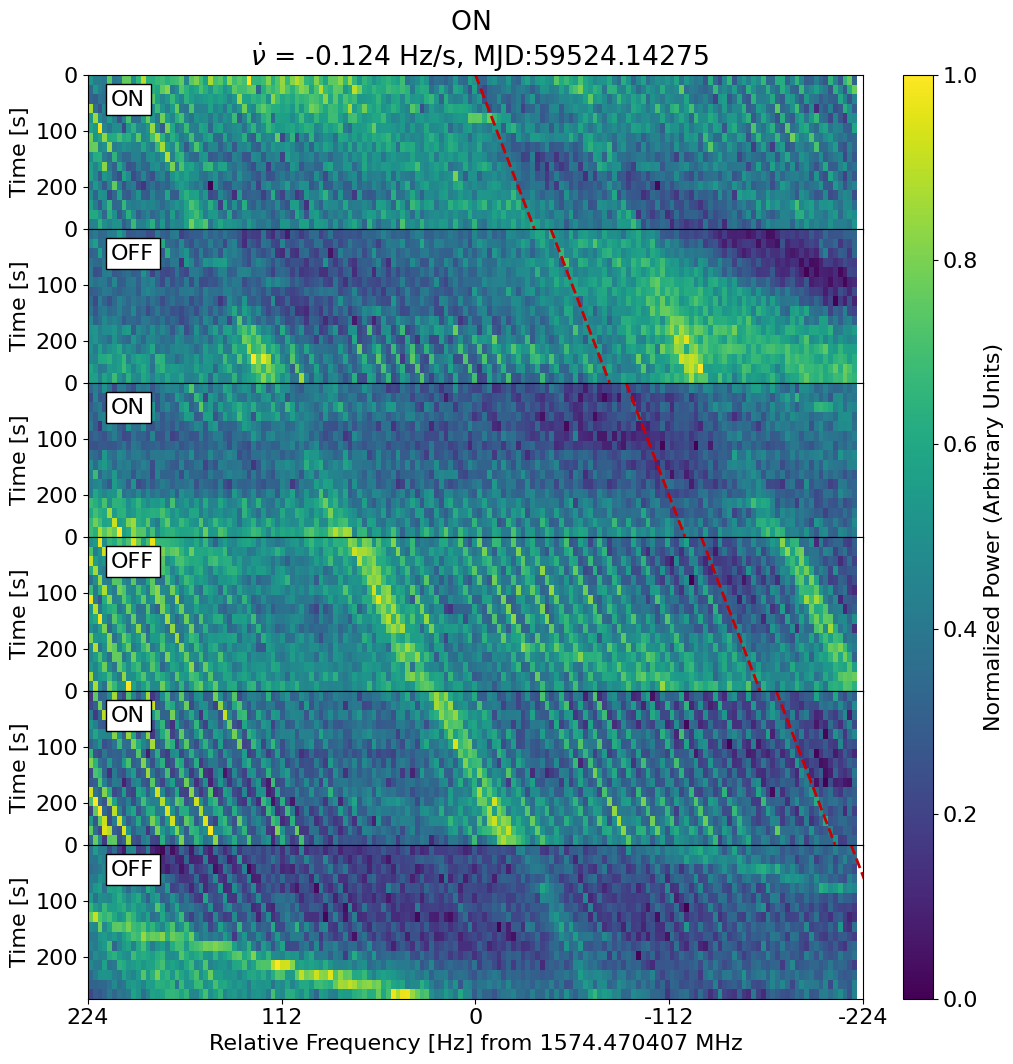 ON
ν̇ = -0.124 Hz/s, MJD:59524.14275
0
ON
100
Time [s]
200
0
OFF
100
Time [s]
200
0
ON
100
Time [s]
200
0
OFF
100
Time [s]
200
0
ON
100
Time [s]
200
0
OFF
100
Time [s]
200
224 112 0 -112 -224
Relative Frequency [Hz] from 1574.470407 MHz
1.0
0.8
0.6
0.4
0.2
0.0
Normalized Power (Arbitrary Units)